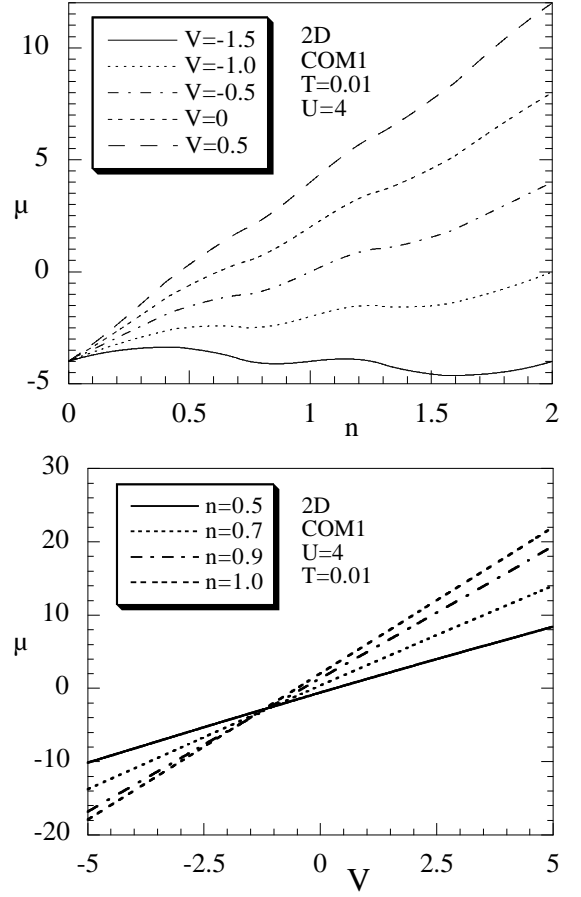 10
5
0
-5
μ
V=-1.5
V=-1.0
V=-0.5
V=0
V=0.5
2D
COM1
T=0.01
U=4
0 0.5 1 1.5 2
n
30
20
10
0
-10
-20
μ
n=0.5
n=0.7
n=0.9
n=1.0
2D
COM1
U=4
T=0.01
-5 -2.5 0 2.5 5
V